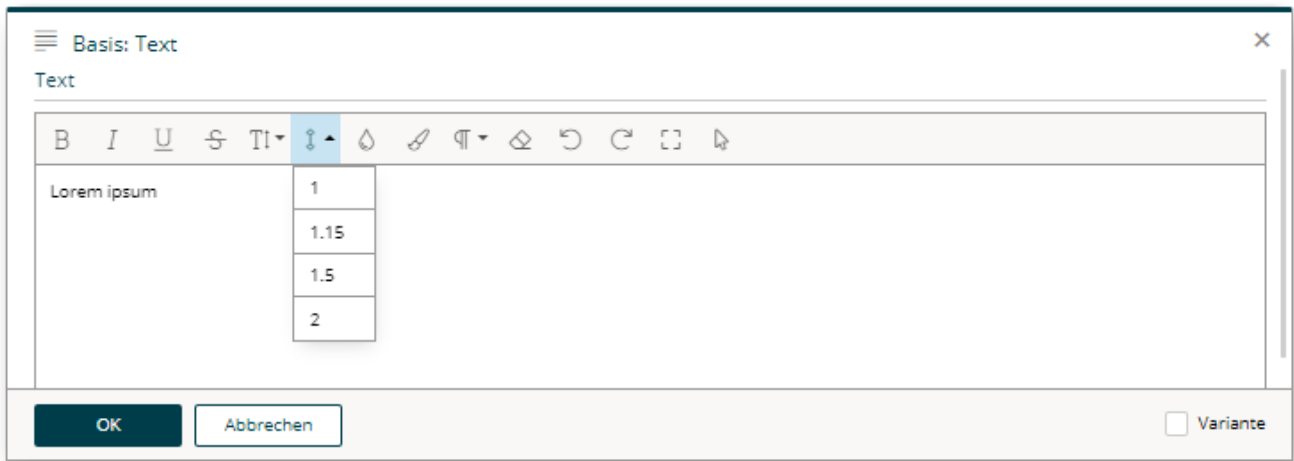 Basis: Text
Text
B I U S T
Lorem ipsum
1
1.15
1.5
2
OK Abbrechen Variante